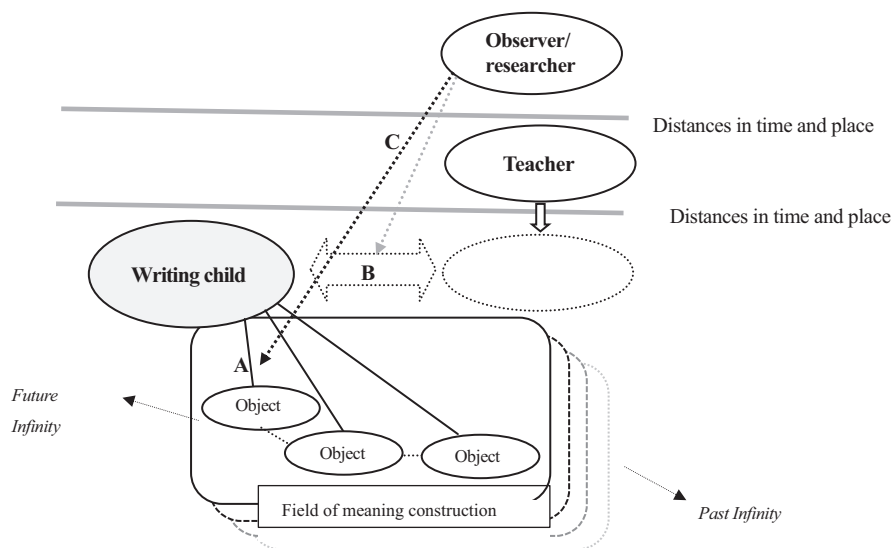 Observer/
researcher
Distances in time and place
C
Teacher
Distances in time and place
Writing child
B
A
Future
Infinity
Object
Object
Object
Field of meaning construction
Past Infinity